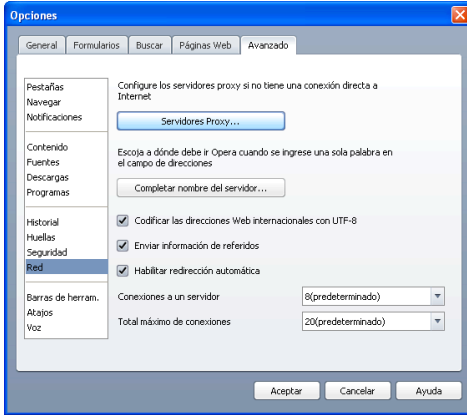 Opciones
General
Formularios
Buscar
Páginas Web
Avanzado
Pestañas
Navegar
Notificaciones
Contenido
Fuentes
Descargas
Programas
Historial
Huellas
Seguridad
Red
Barras de herram.
Atajos
Voz
Configure los servidores proxy si no tiene una conexión directa a
Internet
Servidores Proxy...
Escoja a dónde debe ir Opera cuando se ingrese una sola palabra en
el campo de direcciones
Completar nombre del servidor...
Codificar las direcciones Web internacionales con UTF-8
Enviar información de referidos
Habilitar redirección automática
Conexiones a un servidor
8(predeterminado)
Total máximo de conexiones
20(predeterminado)
Aceptar
Cancelar
Ayuda